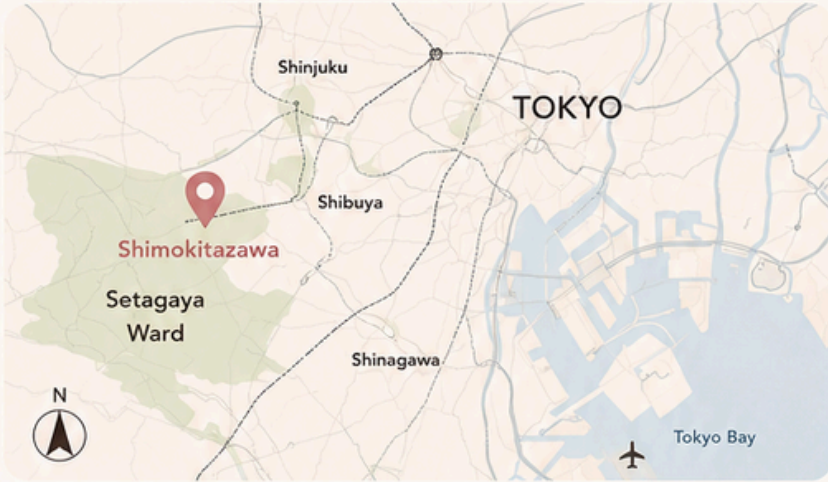 Shinjuku
TOKYO
Shibuya
Shimokitazawa
Setagaya
Ward
Shinagawa
N
Tokyo Bay